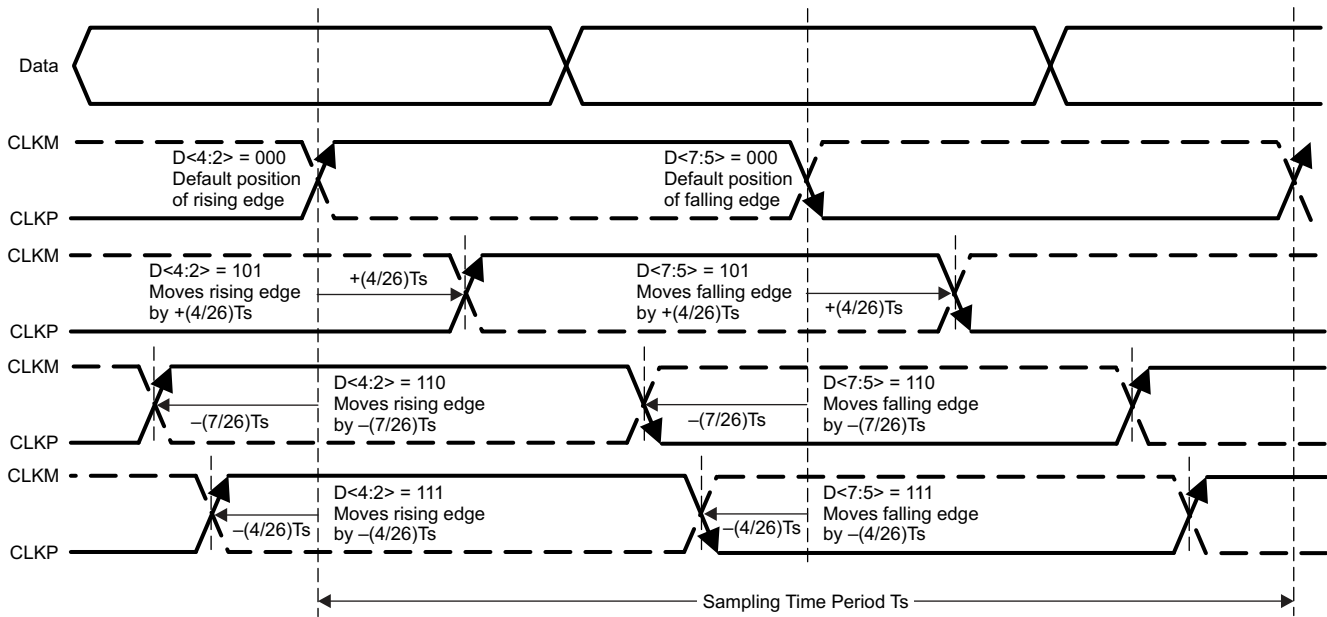 Data
CLKM
D<4:2> = 000
Default position
of rising edge
D<7:5> = 000
Default position
of falling edge
CLKP
CLKM
D<4:2> = 101
Moves rising edge
by +(4/26)Ts
+(4/26)Ts
D<7:5> = 101
Moves falling edge
by +(4/26)Ts
+(4/26)Ts
CLKP
CLKM
–(7/26)Ts
D<4:2> = 110
Moves rising edge
by –(7/26)Ts
–(7/26)Ts
D<7:5> = 110
Moves falling edge
by –(7/26)Ts
CLKP
CLKM
–(4/26)Ts
D<4:2> = 111
Moves rising edge
by –(4/26)Ts
–(4/26)Ts
D<7:5> = 111
Moves falling edge
by –(4/26)Ts
CLKP
Sampling Time Period Ts